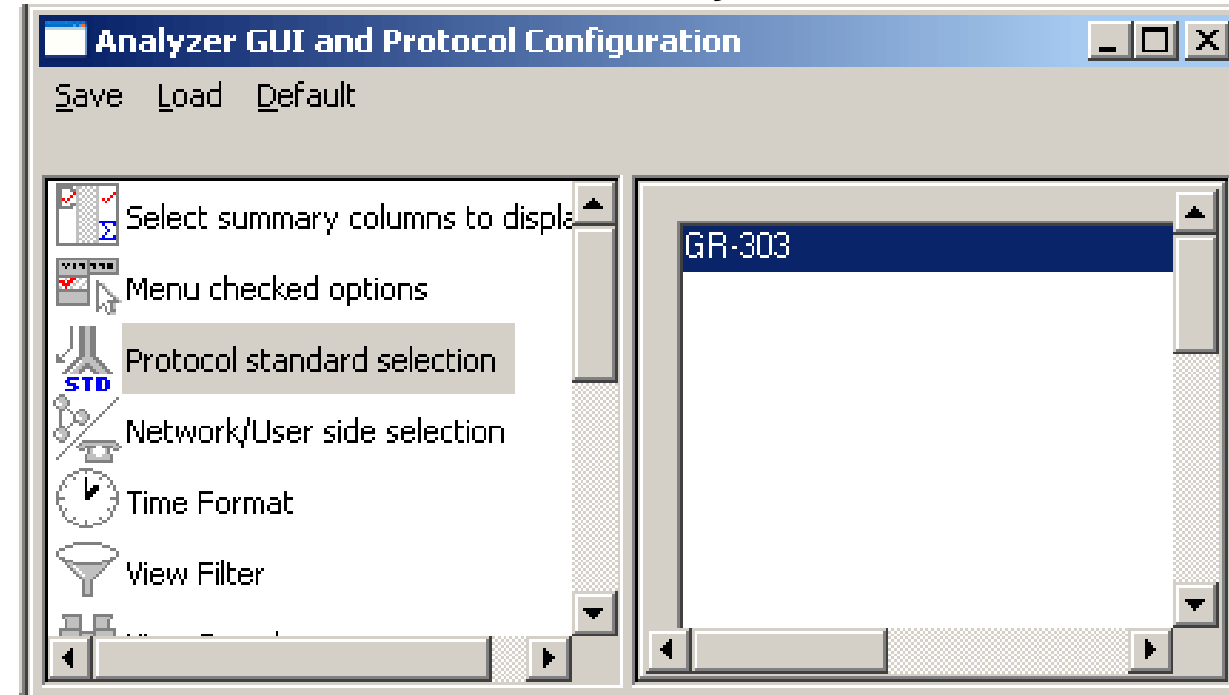 Analyzer GUI and Protocol Configuration
Save Load Default
Select summary columns to displa
GR-303
Menu checked options
Protocol standard selection
STD
Network/User side selection
Time Format
View Filter